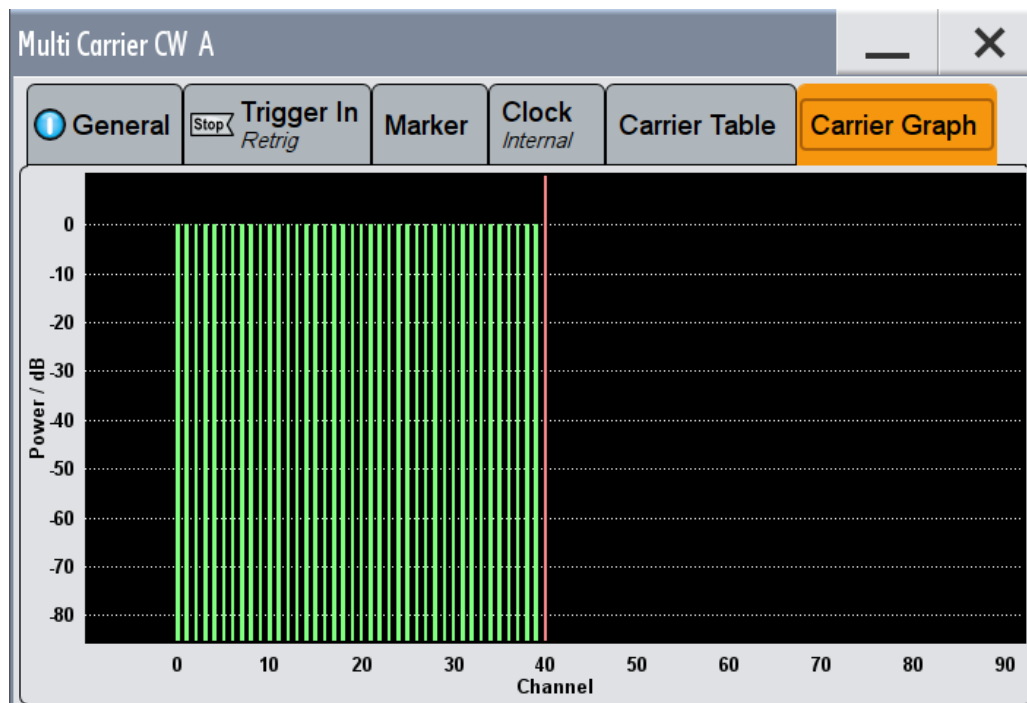 Multi Carrier CW A
General
Stop Trigger In
Retrig
Marker
Clock
Internal
Carrier Table
Carrier Graph
0
-10
-20
-30
-40
-50
-60
-70
-80
Power / dB
0 10 20 30 40 50 60 70 80 90
Channel